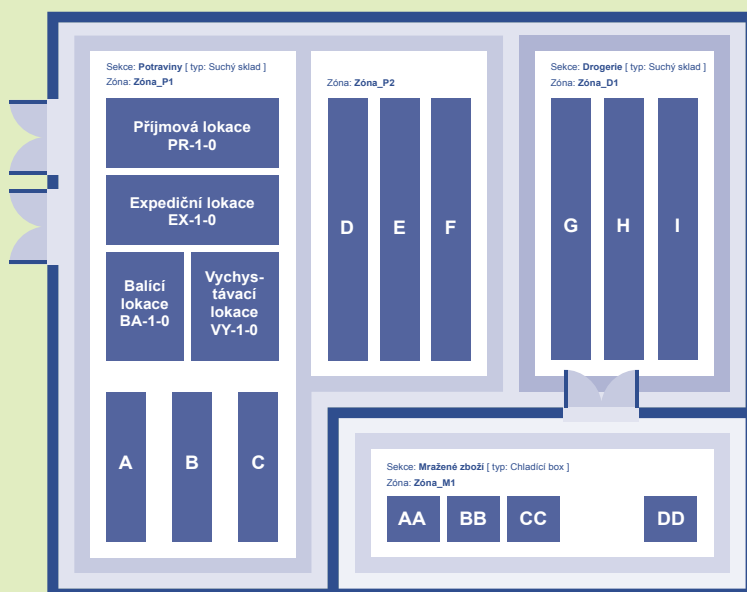 Sekce: Potraviny [ typ: Suchý sklad ]
Zóna: Zóna_P1
Příjmová lokace
PR-1-0
Expediční lokace
EX-1-0
Balící
lokace
BA-1-0
Vychys-
távací
lokace
VY-1-0
A
B
C
Zóna: Zóna_P2
D
E
F
Sekce: Drogerie [ typ: Suchý sklad ]
Zóna: Zóna_D1
G
H
I
Sekce: Mražené zboží [ typ: Chladící box ]
Zóna: Zóna_M1
AA
BB
CC
DD